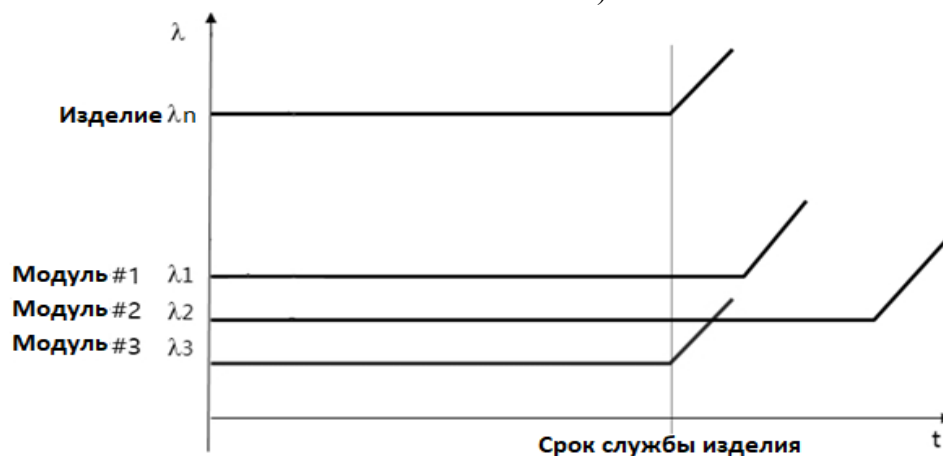 )
λ
Изделие λn
Модуль #1 λ1
Модуль #2 λ2
Модуль #3 λ3
Срок службы изделия
t